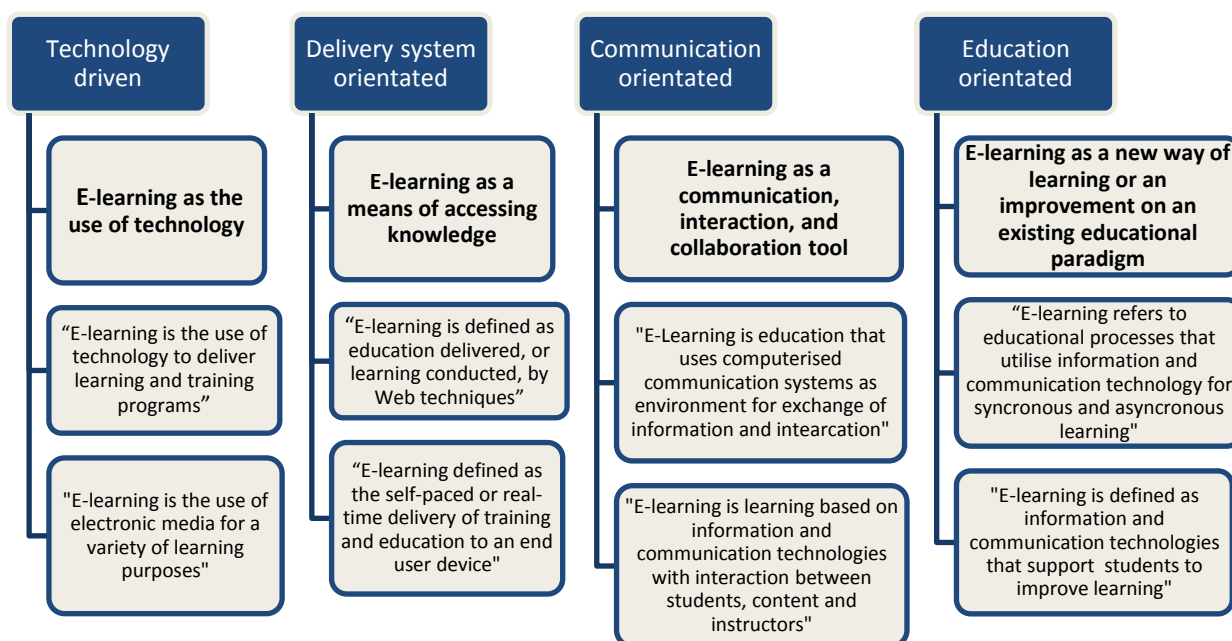 Technology
driven
E-learning as the
use of technology
“E-learning is the use of
technology to deliver
learning and training
programs”
"E-learning is the use of
electronic media for a
variety of learning
purposes"
Delivery system
orientated
E-learning as a
means of accessing
knowledge
“E-learning is defined as
education delivered, or
learning conducted, by
Web techniques”
“E-learning defined as
the self-paced or real-
time delivery of training
and education to an end
user device"
Communication
orientated
E-learning as a
communication,
interaction, and
collaboration tool
"E-Learning is education that
uses computerised
communication systems as
environment for exchange of
information and intearcation"
"E-learning is learning based on
information and
communication technologies
with interaction between
students, content and
instructors"
Education
orientated
E-learning as a new way of
learning or an
improvement on an
existing educational
paradigm
“E-learning refers to
educational processes that
utilise information and
communication technology for
syncronous and asyncronous
learning"
"E-learning is defined as
information and
communication technologies
that support students to
improve learning"